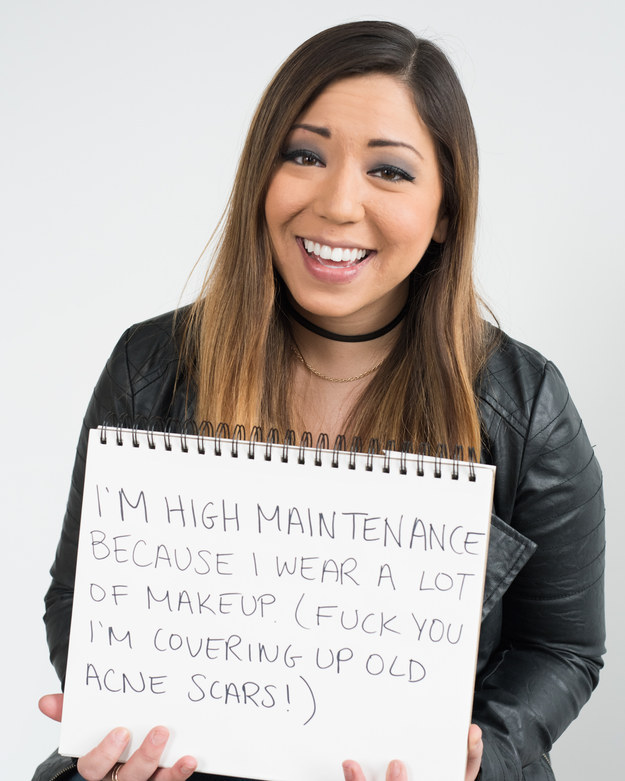 I'M HIGH MAINTENANCE
BECAUSE I WEAR A LOT
OF MAKEUP. (FUCK YOU
I'M COVERING UP OLD
ACNE SCARS!)